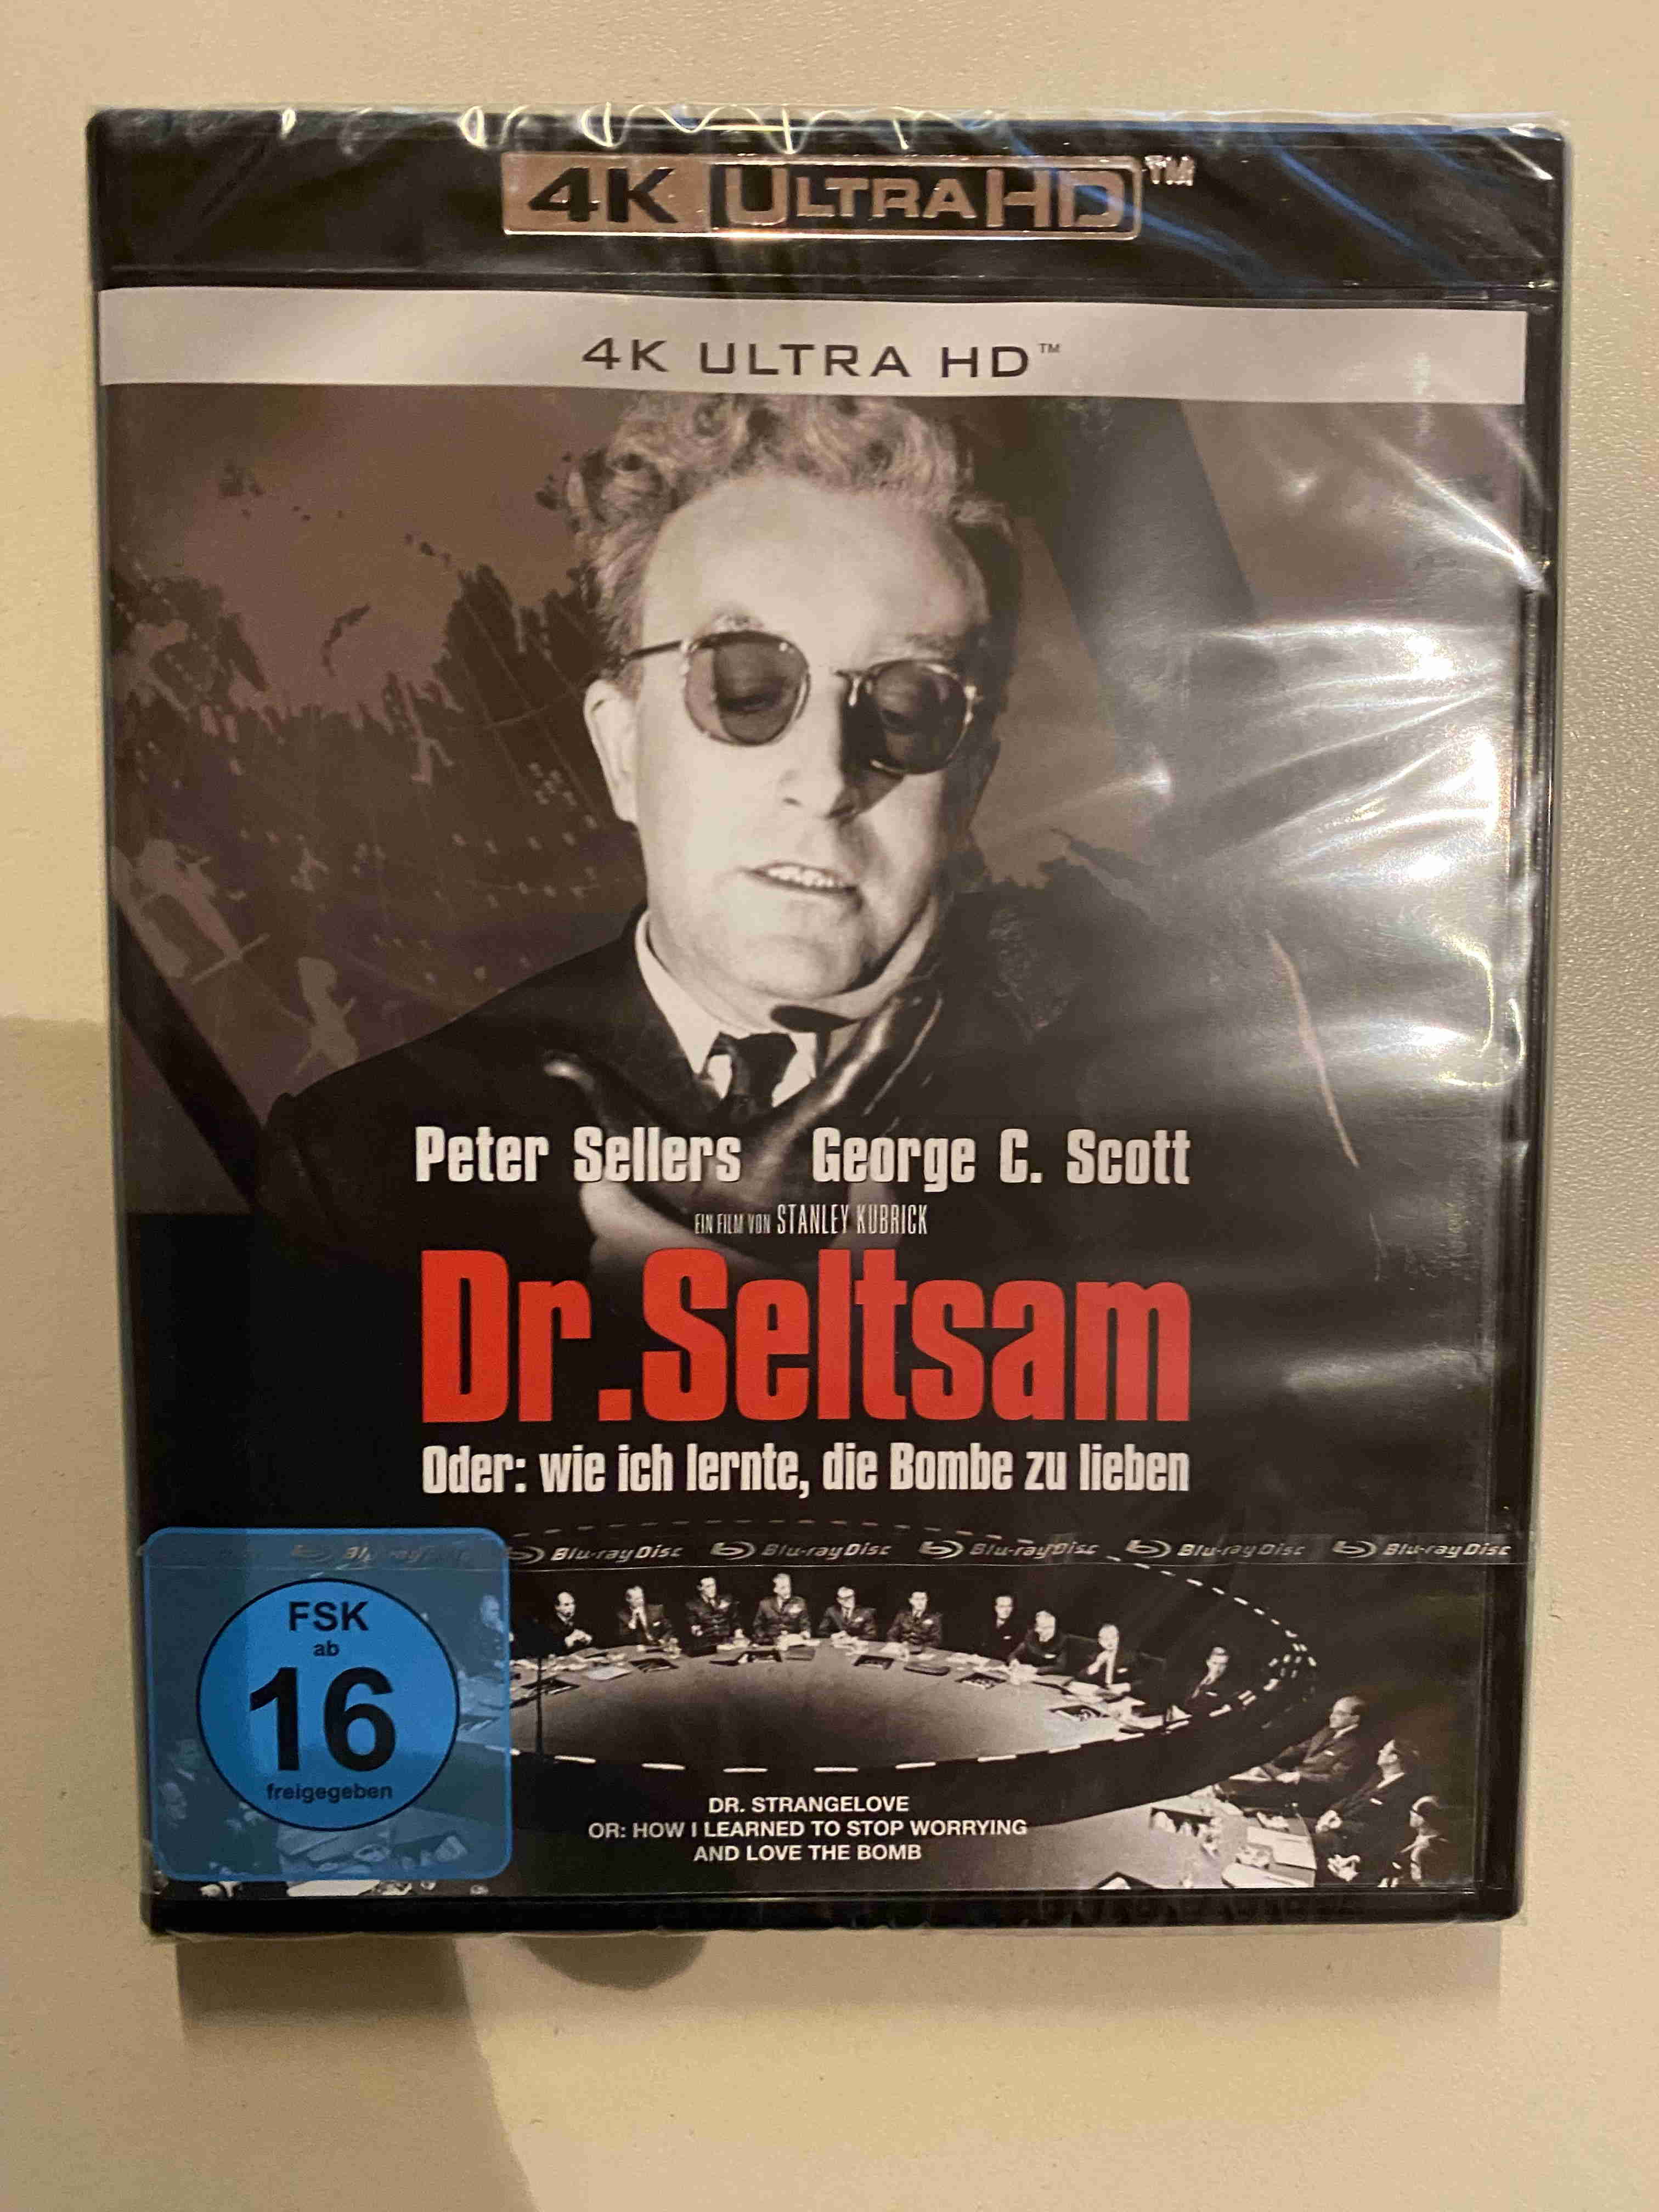 4K ULTRA HD™
4K ULTRA HD™
Peter Sellers George C. Scott
EIN FILM VON STANLEY KUBRICK
Dr. Seltsam
Oder: wie ich lernte, die Bombe zu lieben
Blu-ray Disc Blu-ray Disc Blu-ray Disc Blu-ray Disc Blu-ray Disc
FSK
ab
16
freigegeben
DR. STRANGELOVE
OR: HOW I LEARNED TO STOP WORRYING
AND LOVE THE BOMB